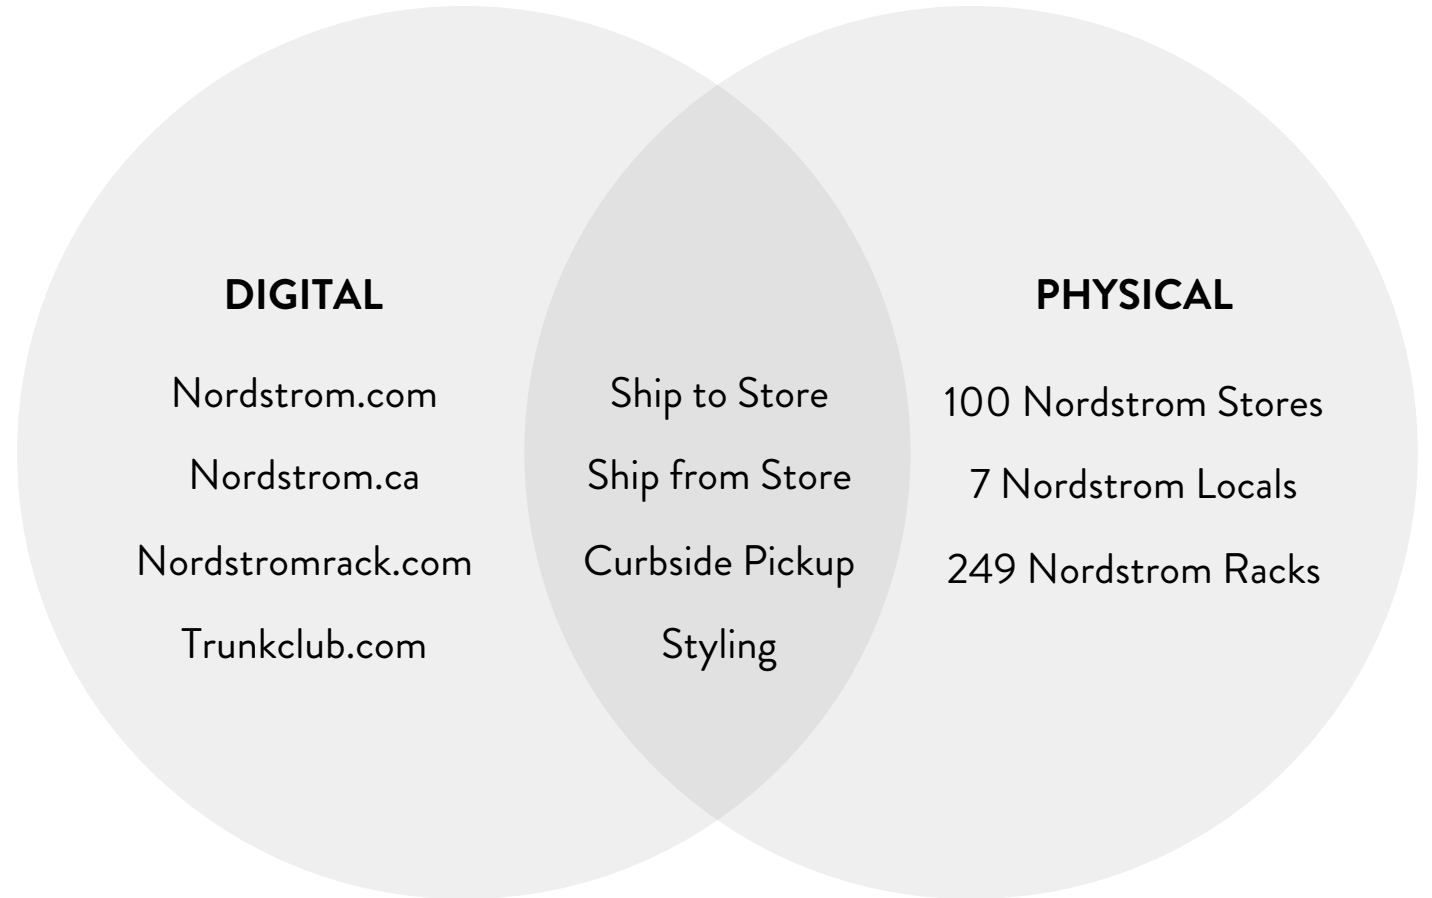 DIGITAL
Nordstrom.com
Nordstrom.ca
Nordstromrack.com
Trunkclub.com
Ship to Store
Ship from Store
Curbside Pickup
Styling
PHYSICAL
100 Nordstrom Stores
7 Nordstrom Locals
249 Nordstrom Racks